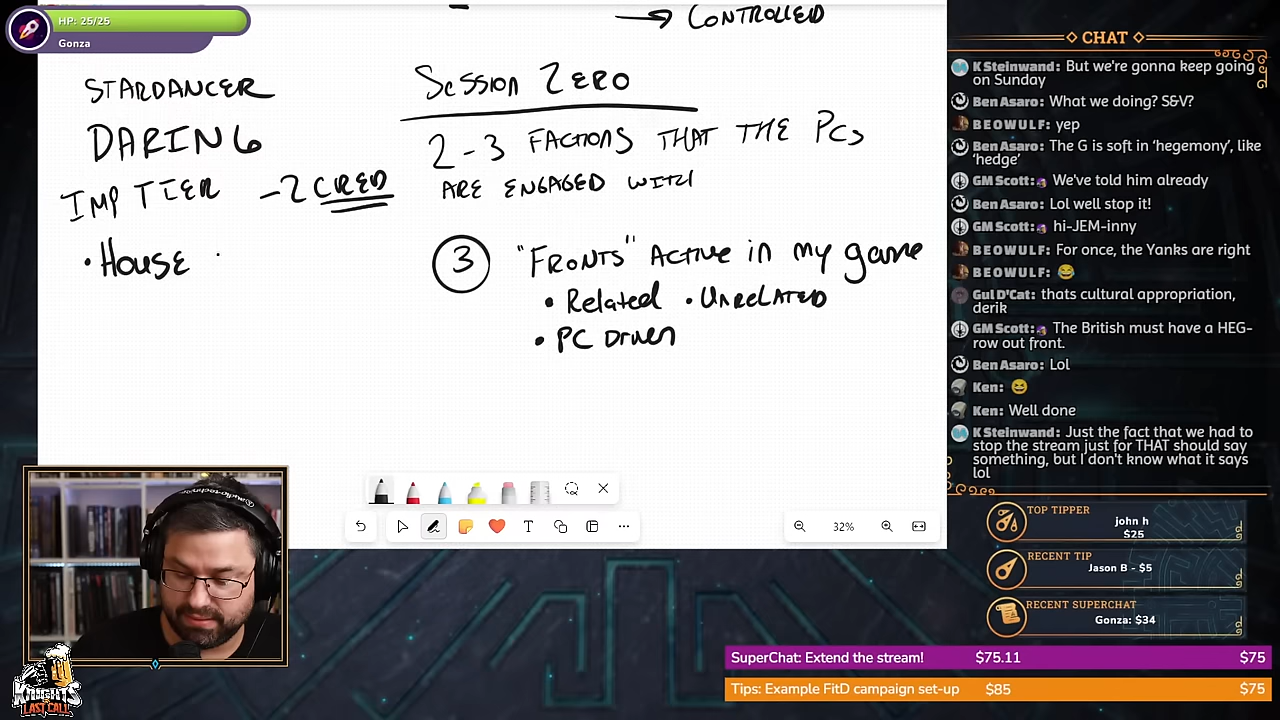 HP: 25/25
Gonza
→ CONTROLLED
STARDANCER
DARING
IMP TIER -2 CRED
• HOUSE
SESSION ZERO
2-3 FACTIONS THAT THE PCs
ARE ENGAGED WITH
3 "FRONTS" ACTIVE in my game
• Related • UNRELATED
• PC Driven
T
32%
CHAT
K Steinwand: But we're gonna keep going
on Sunday
Ben Asaro: What we doing? S&V?
BEOWULF: yep
Ben Asaro: The G is soft in 'hegemony', like
'hedge'
GM Scott: We've told him already
Ben Asaro: Lol well stop it!
GM Scott: hi-JEM-inny
BEOWULF: For once, the Yanks are right
BEOWULF: 😂
Gul D'Cat: thats cultural appropriation,
derik
GM Scott: The British must have a HEG-
row out front.
Ben Asaro: Lol
Ken: 😆
Ken: Well done
K Steinwand: Just the fact that we had to
stop the stream just for THAT should say
something, but I don't know what it says
lol
TOP TIPPER
john h
$25
RECENT TIP
Jason B - $5
RECENT SUPERCHAT
Gonza: $34
SuperChat: Extend the stream! $75.11 $75
Tips: Example FitD campaign set-up $85 $75
audio-technica
KNIGHTS
LAST CALL